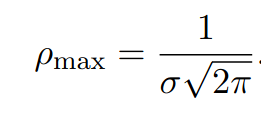 ρ_max = 1 / (σ√(2π)).